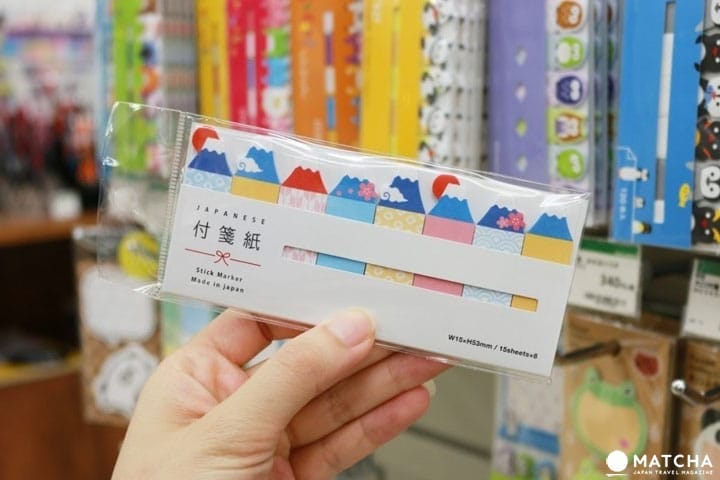 JAPANESE
付箋紙
Stick Marker
Made in japan
W15×H53mm / 15sheets×8
MATCHA
JAPAN TRAVEL MAGAZINE